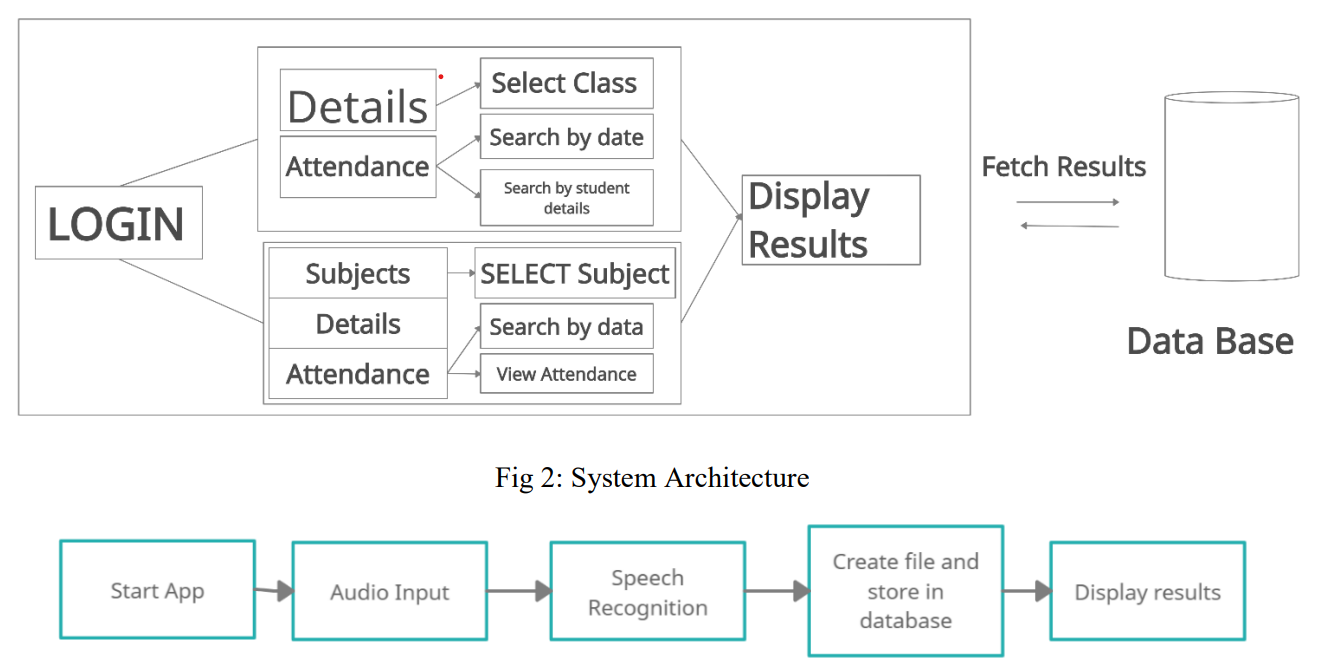 LOGIN
Details
Attendance
Select Class
Search by date
Search by student
details
Subjects
Details
Attendance
SELECT Subject
Search by data
View Attendance
Display
Results
Fetch Results
Data Base
Fig 2: System Architecture
Start App
Audio Input
Speech
Recognition
Create file and
store in
database
Display results